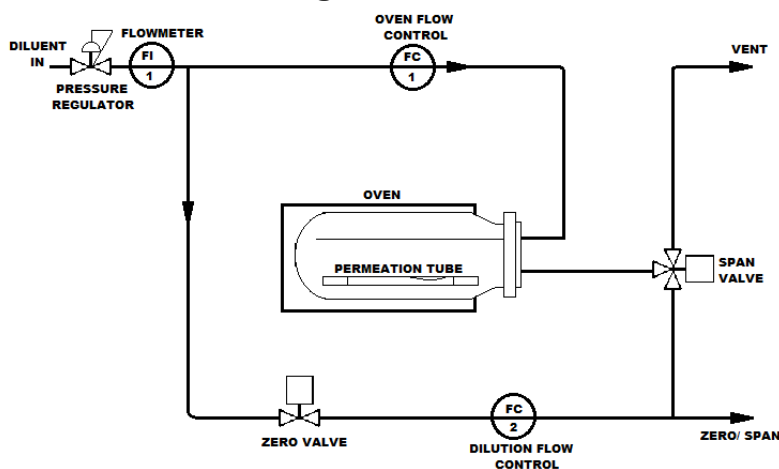 OVEN FLOW
CONTROL
FLOWMETER
DILUENT
IN
FI
1
FC
1
VENT
PRESSURE
REGULATOR
OVEN
PERMEATION TUBE
SPAN
VALVE
FC
2
ZERO VALVE
DILUTION FLOW
CONTROL
ZERO/ SPAN